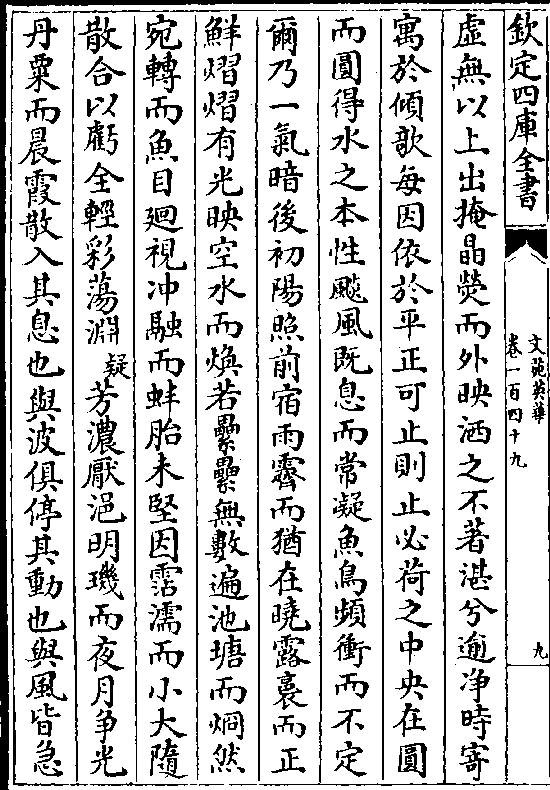 欽定四庫全書
文苑英華
卷一百四十九
九
虛無以上出掩晶熒而外映洒之不著湛兮逾净時寄
寓於傾欹每因依於平正可止則止必荷之中央在圓
而圓得水之本性飈風既息而常凝魚鳥頻衝而不定
爾乃一氣暗後初陽照前宿雨霽而猶在曉露裛而正
鮮熠熠有光映空水而煥若纍纍無數遍池塘而烱然
宛轉而魚目廻視冲融而蚌胎未堅因霑濡而小大隨
散合以虧全輕彩蕩淵疑芳濃厭浥明璣而夜月争光
丹粟而晨霞散入其息也與波俱停其動也與風皆急